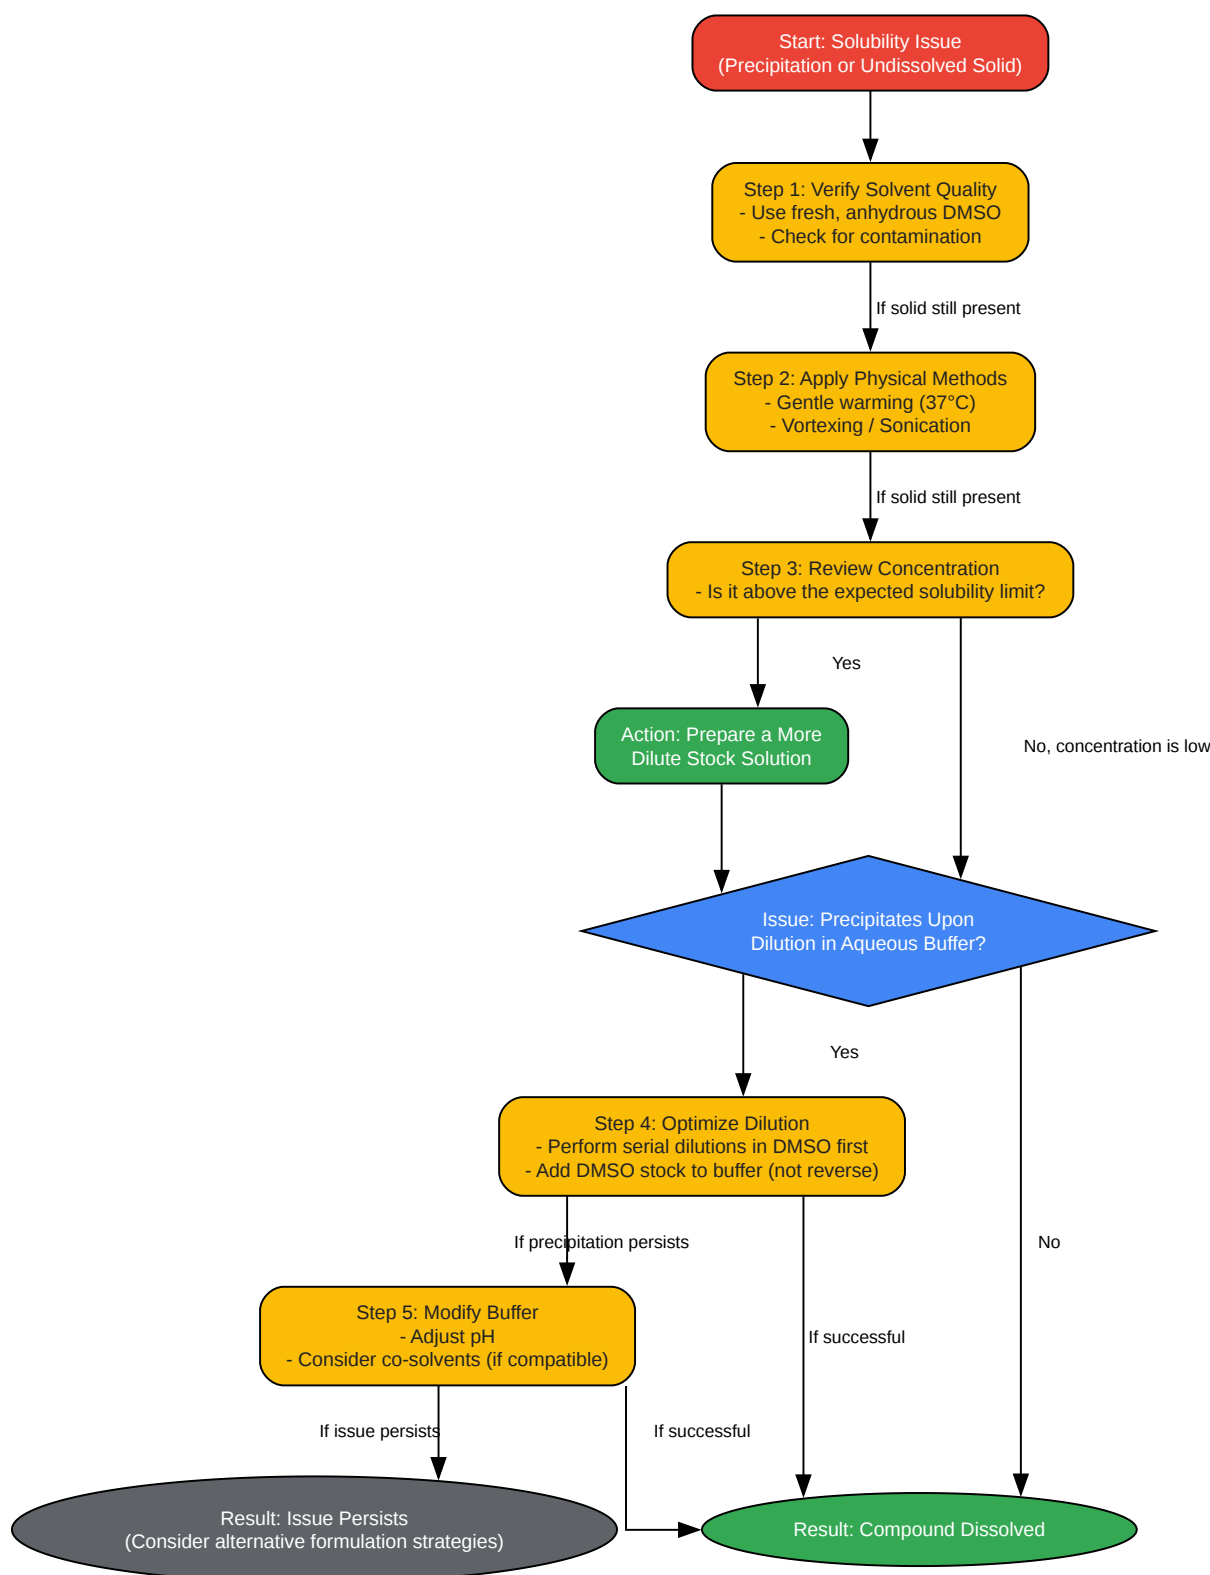 Start: Solubility Issue
(Precipitation or Undissolved Solid)
Step 1: Verify Solvent Quality
- Use fresh, anhydrous DMSO
- Check for contamination
If solid still present
Step 2: Apply Physical Methods
- Gentle warming (37°C)
- Vortexing / Sonication
If solid still present
Step 3: Review Concentration
- Is it above the expected solubility limit?
Yes
Action: Prepare a More
Dilute Stock Solution
No, concentration is low
Issue: Precipitates Upon
Dilution in Aqueous Buffer?
Yes
Step 4: Optimize Dilution
- Perform serial dilutions in DMSO first
- Add DMSO stock to buffer (not reverse)
If precipitation persists
No
Step 5: Modify Buffer
- Adjust pH
- Consider co-solvents (if compatible)
If successful
If issue persists
If successful
Result: Issue Persists
(Consider alternative formulation strategies)
Result: Compound Dissolved